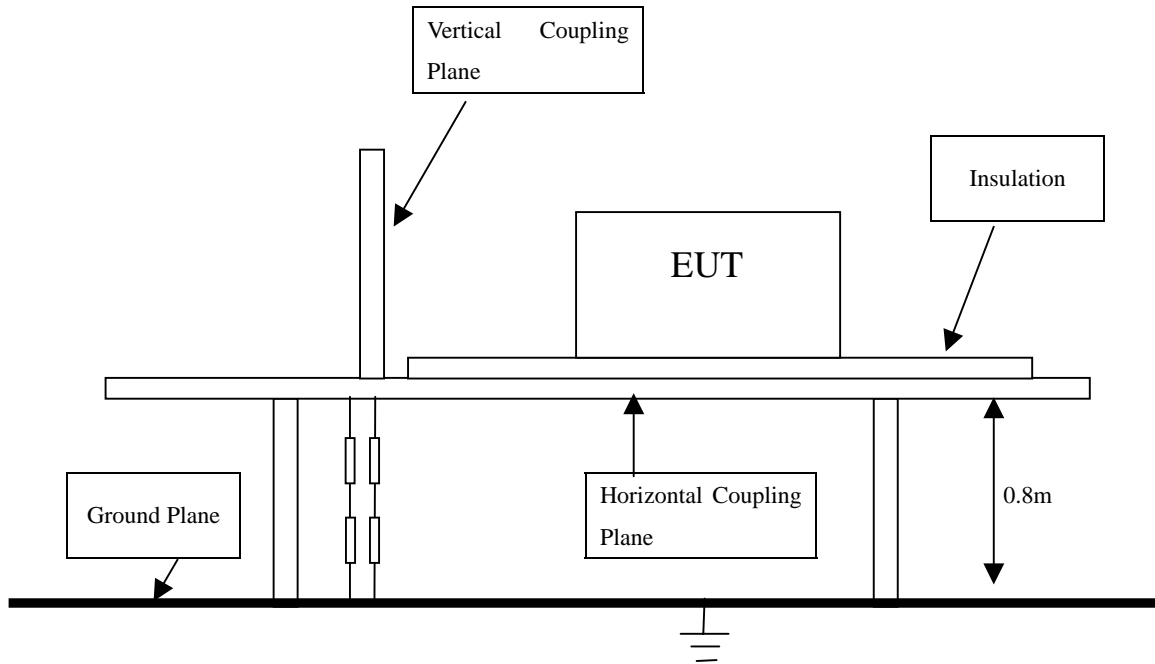 Vertical Coupling
Plane
Insulation
EUT
Horizontal Coupling
Plane
0.8m
Ground Plane